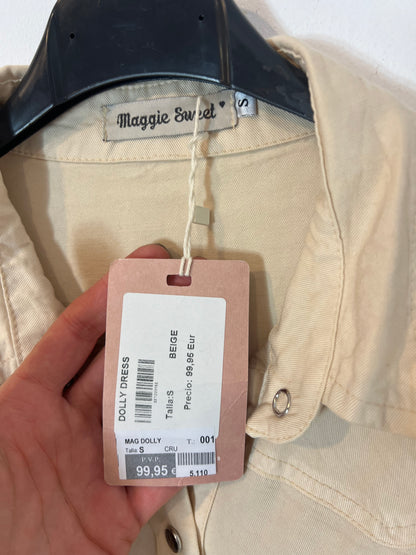 Maggie Sweet
S
DOLLY DRESS
Talla:S
BEIGE
Precio: 99,95 Eur
MAG DOLLY T.: 001
Talla S CRU
P.V.P.
99,95 €
5.110